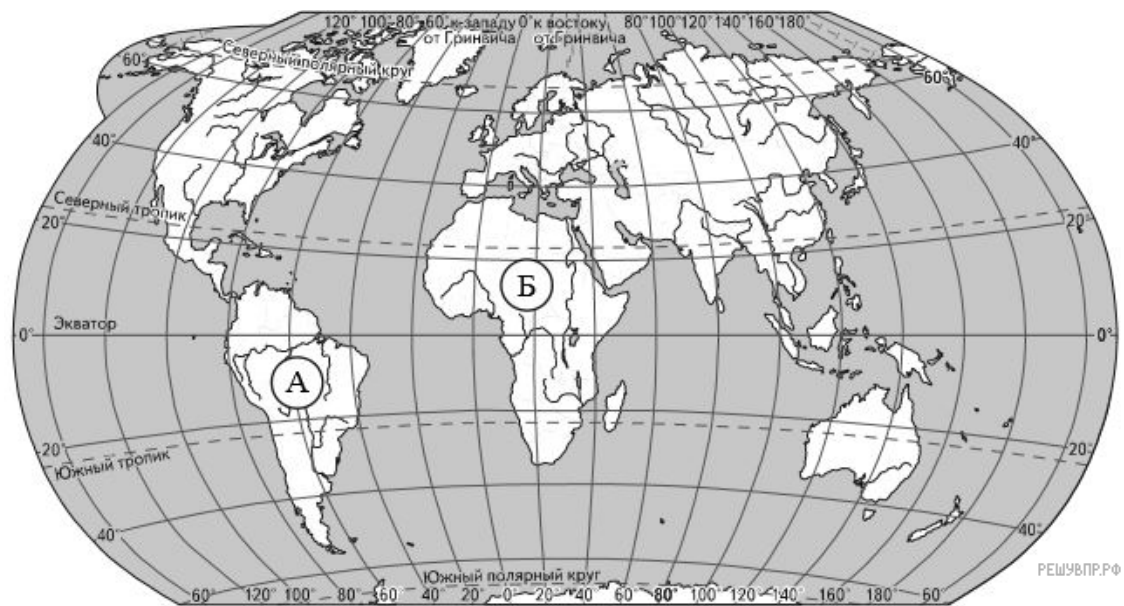 120° 100° 80° 60° к западу 0° к востоку 80° 100° 120° 140° 160° 180°
от Гринвича от Гринвича
60° Северный полярный круг 60°
40° 40°
Северный тропик
20° 20°
Б
Экватор
0° 0°
А
20° 20°
Южный тропик
40° 40°
Южный полярный круг
РЕШУВПР.РФ
60° 120° 100° 80° 60° 40° 20° 0° 20° 40° 60° 80° 100° 120° 140° 160° 180° 60°